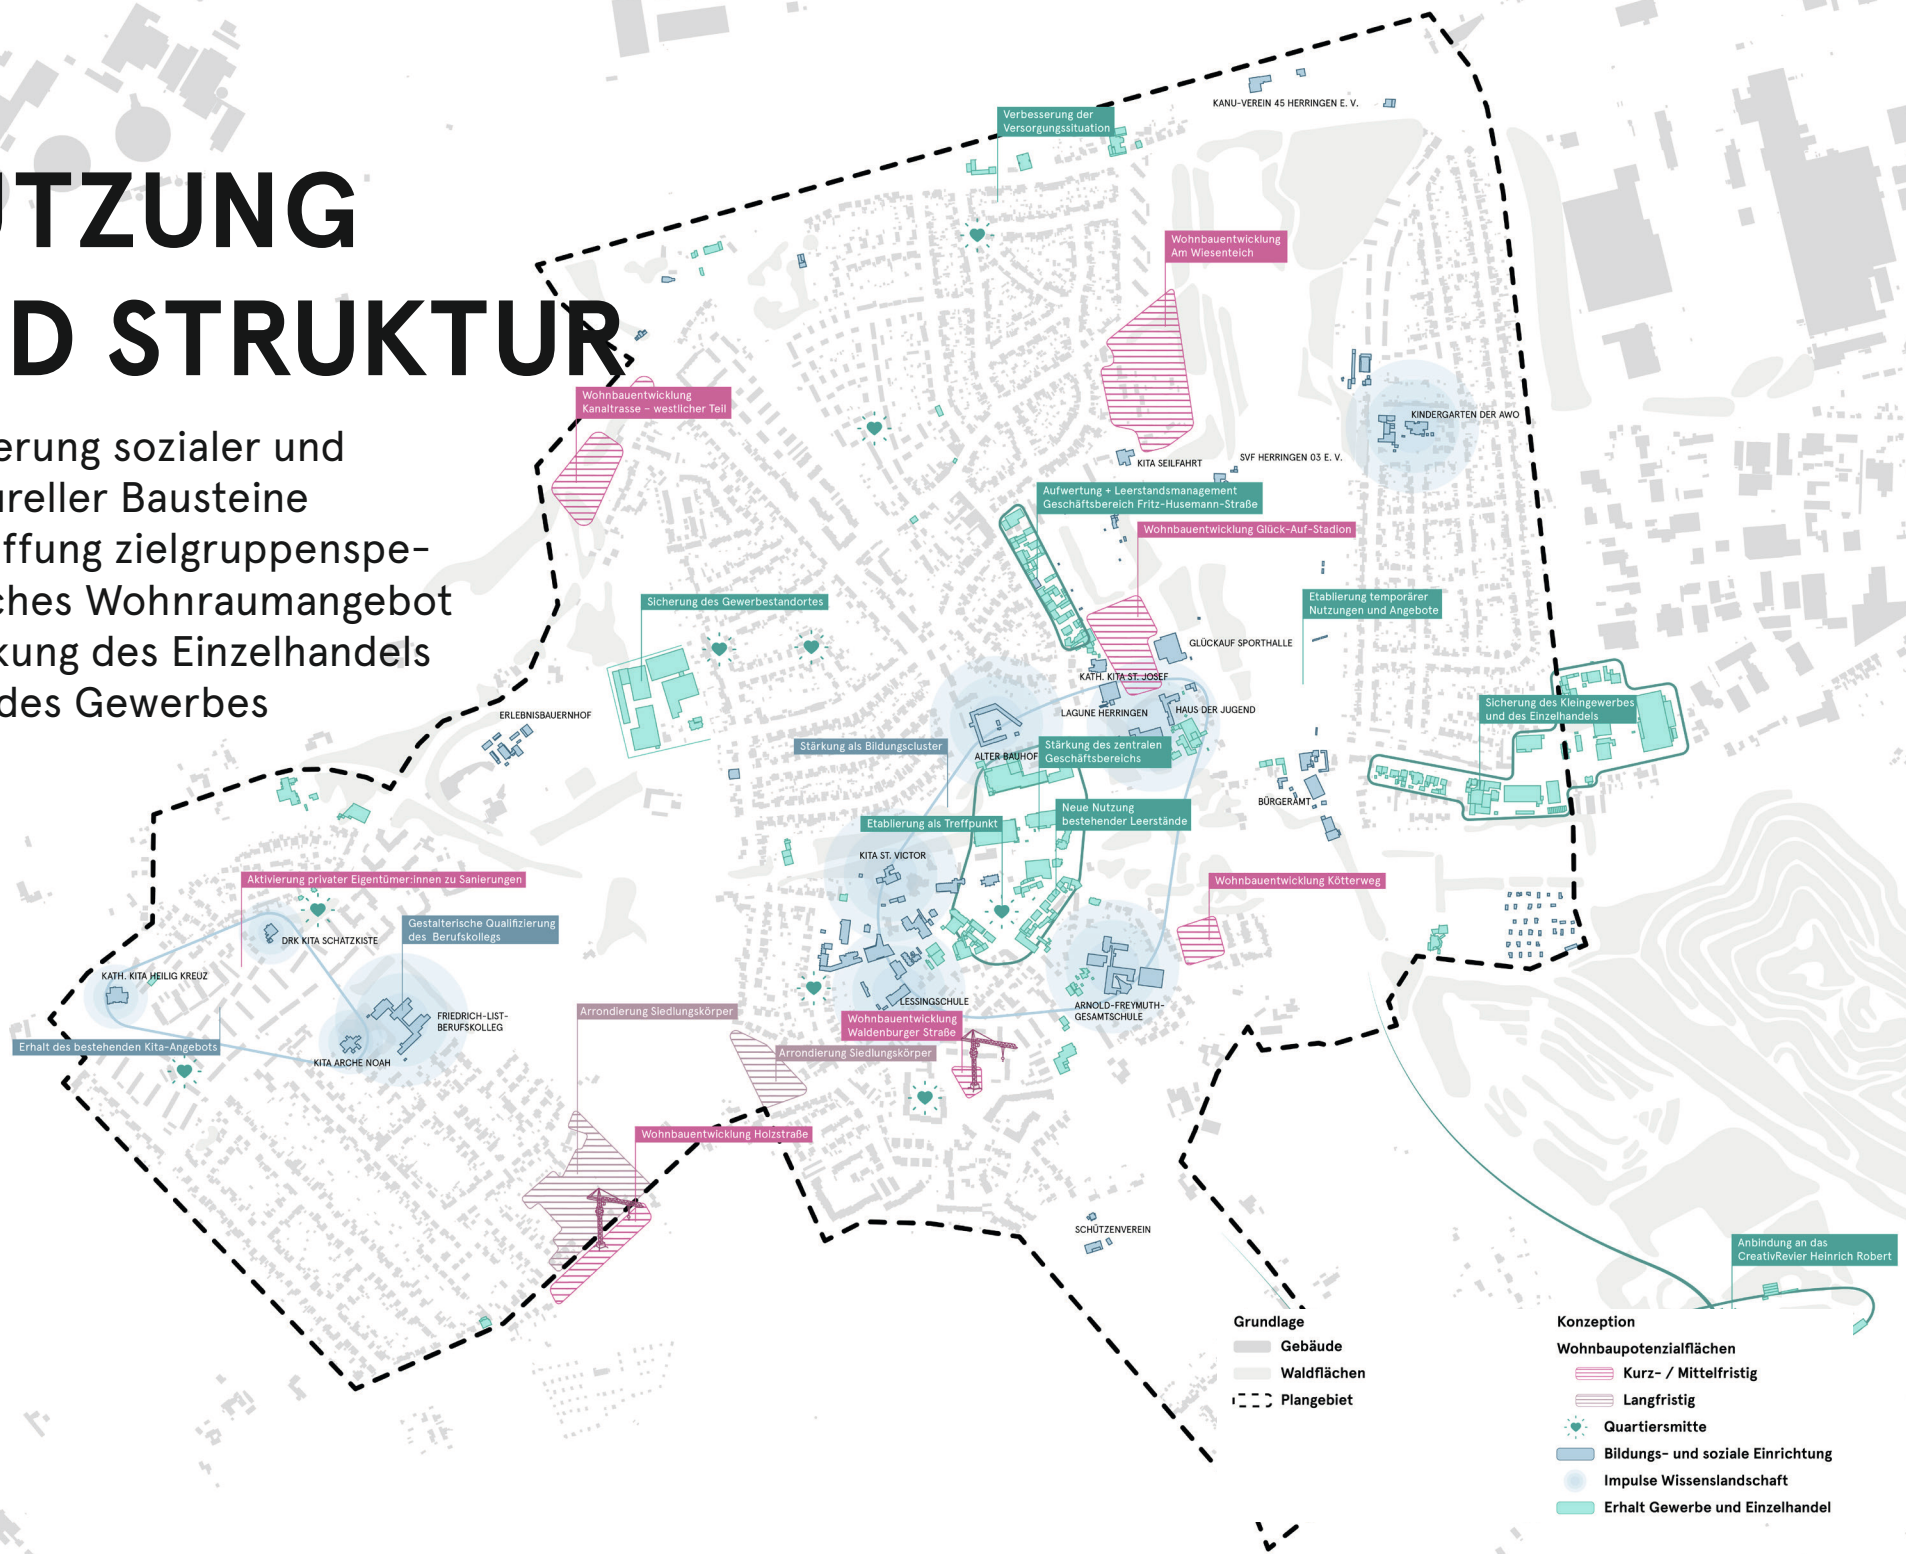 UTZUNG
D STRUKTUR
erung sozialer und
ureller Bausteine
ffung zielgruppenspe-
ches Wohnraumangebot
kung des Einzelhandels
des Gewerbes
KANU-VEREIN 45 HERRINGEN E. V.
Verbesserung der
Versorgungssituation
Wohnbauentwicklung
Am Wiesenteich
Wohnbauentwicklung
Kanaltrasse – westlicher Teil
KINDERGARTEN DER AWO
KITA SEILFAHRT
SVF HERRINGEN 03 E. V.
Aufwertung + Leerstandsmanagement
Geschäftsbereich Fritz-Husemann-Straße
Wohnbauentwicklung Glück-Auf-Stadion
Sicherung des Gewerbestandortes
Etablierung temporärer
Nutzungen und Angebote
GLÜCKAUF SPORTHALLE
KATH. KITA ST. JOSEF
LAGUNE HERRINGEN
HAUS DER JUGEND
ERLEBNISBAUERNHOF
Sicherung des Kleingewerbes
und des Einzelhandels
Stärkung als Bildungscluster
ALTER BAUHOF
Stärkung des zentralen
Geschäftsbereichs
BÜRGERAMT
Neue Nutzung
bestehender Leerstände
Etablierung als Treffpunkt
KITA ST. VICTOR
Aktivierung privater Eigentümer:innen zu Sanierungen
Wohnbauentwicklung Kötterweg
Gestalterische Qualifizierung
des Berufskollegs
DRK KITA SCHATZKISTE
KATH. KITA HEILIG KREUZ
FRIEDRICH-LIST-
BERUFSKOLLEG
LESSINGSCHULE
ARNOLD-FREYMUTH-
GESAMTSCHULE
Arrondierung Siedlungskörper
Wohnbauentwicklung
Waldenburger Straße
Erhalt des bestehenden Kita-Angebots
KITA ARCHE NOAH
Arrondierung Siedlungskörper
Wohnbauentwicklung Holzstraße
SCHÜTZENVEREIN
Anbindung an das
CreativRevier Heinrich Robert
Grundlage
Gebäude
Waldflächen
Plangebiet
Konzeption
Wohnbaupotenzialflächen
Kurz- / Mittelfristig
Langfristig
Quartiersmitte
Bildungs- und soziale Einrichtung
Impulse Wissenslandschaft
Erhalt Gewerbe und Einzelhandel